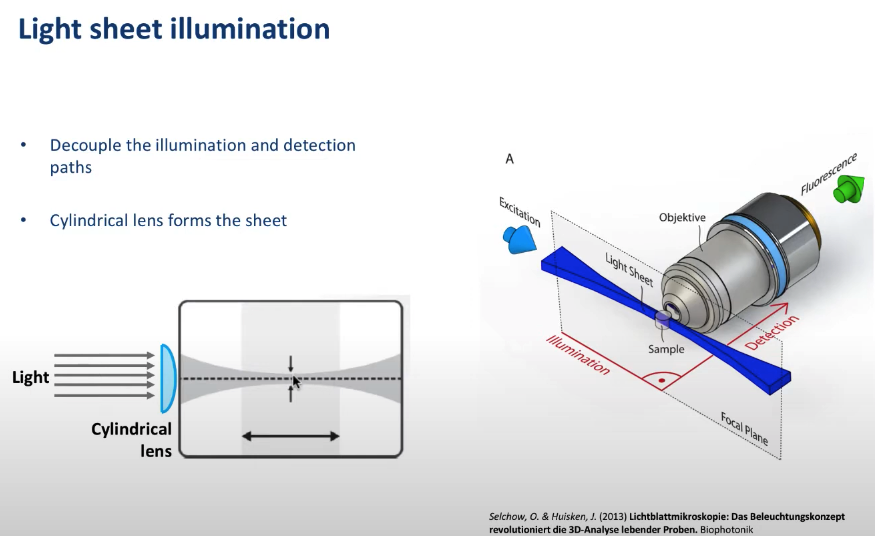 Light sheet illumination
• Decouple the illumination and detection
paths
• Cylindrical lens forms the sheet
Light
Cylindrical
lens
A
Excitation
Fluorescence
Objektive
Light Sheet
Sample
Illumination
Detection
Focal Plane
Selchow, O. & Huisken, J. (2013) Lichtblattmikroskopie: Das Beleuchtungskonzept
revolutioniert die 3D-Analyse lebender Proben. Biophotonik